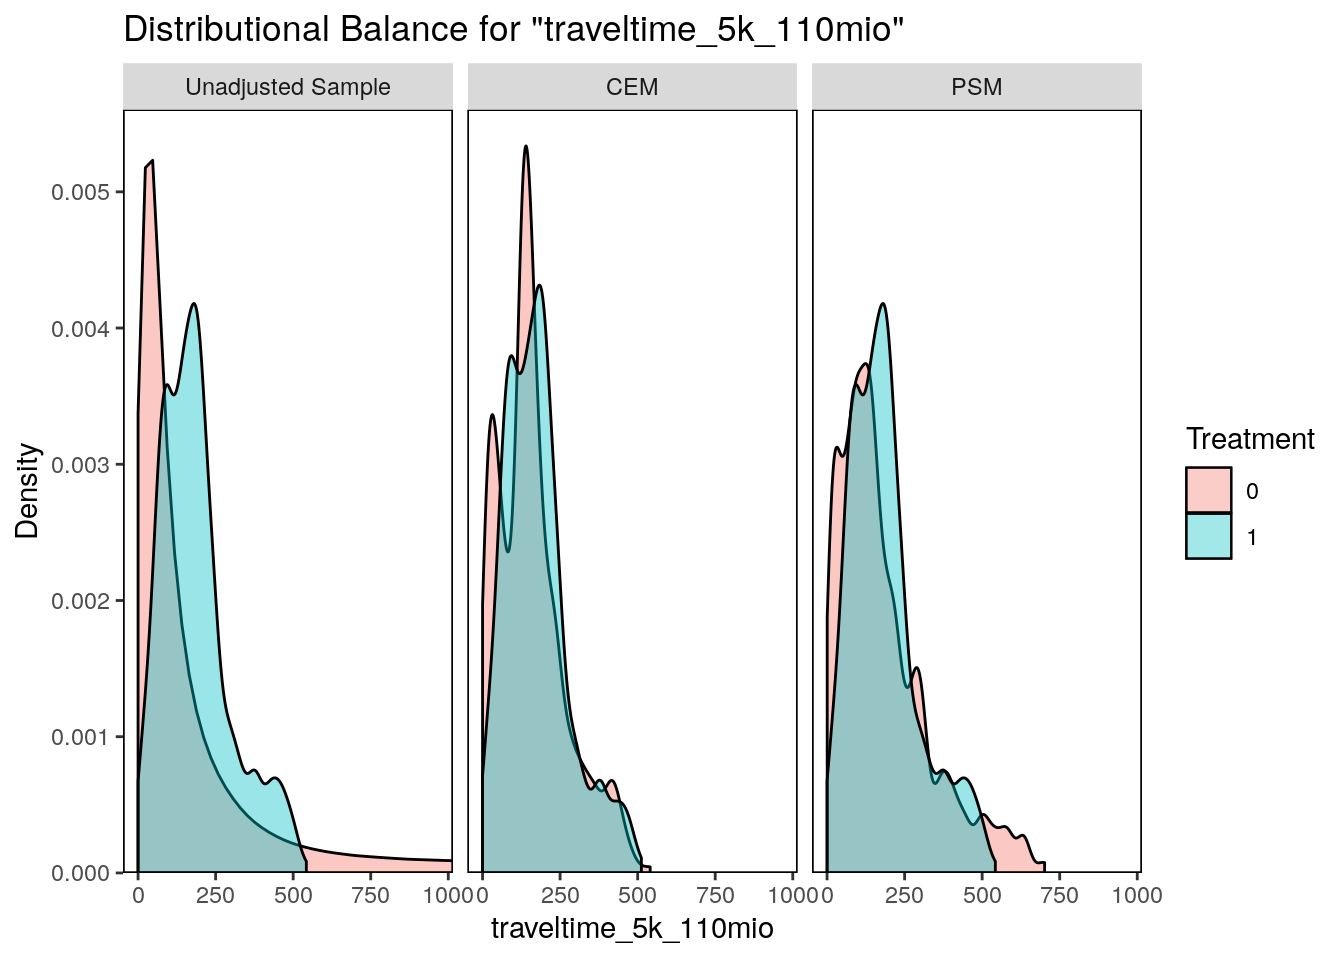 Distributional Balance for "traveltime_5k_110mio"
Unadjusted Sample
CEM
PSM
Density
0.005
0.004
0.003
0.002
0.001
0.000
0 250 500 750 1000
0 250 500 750 1000
0 250 500 750 1000
traveltime_5k_110mio
Treatment
0
1